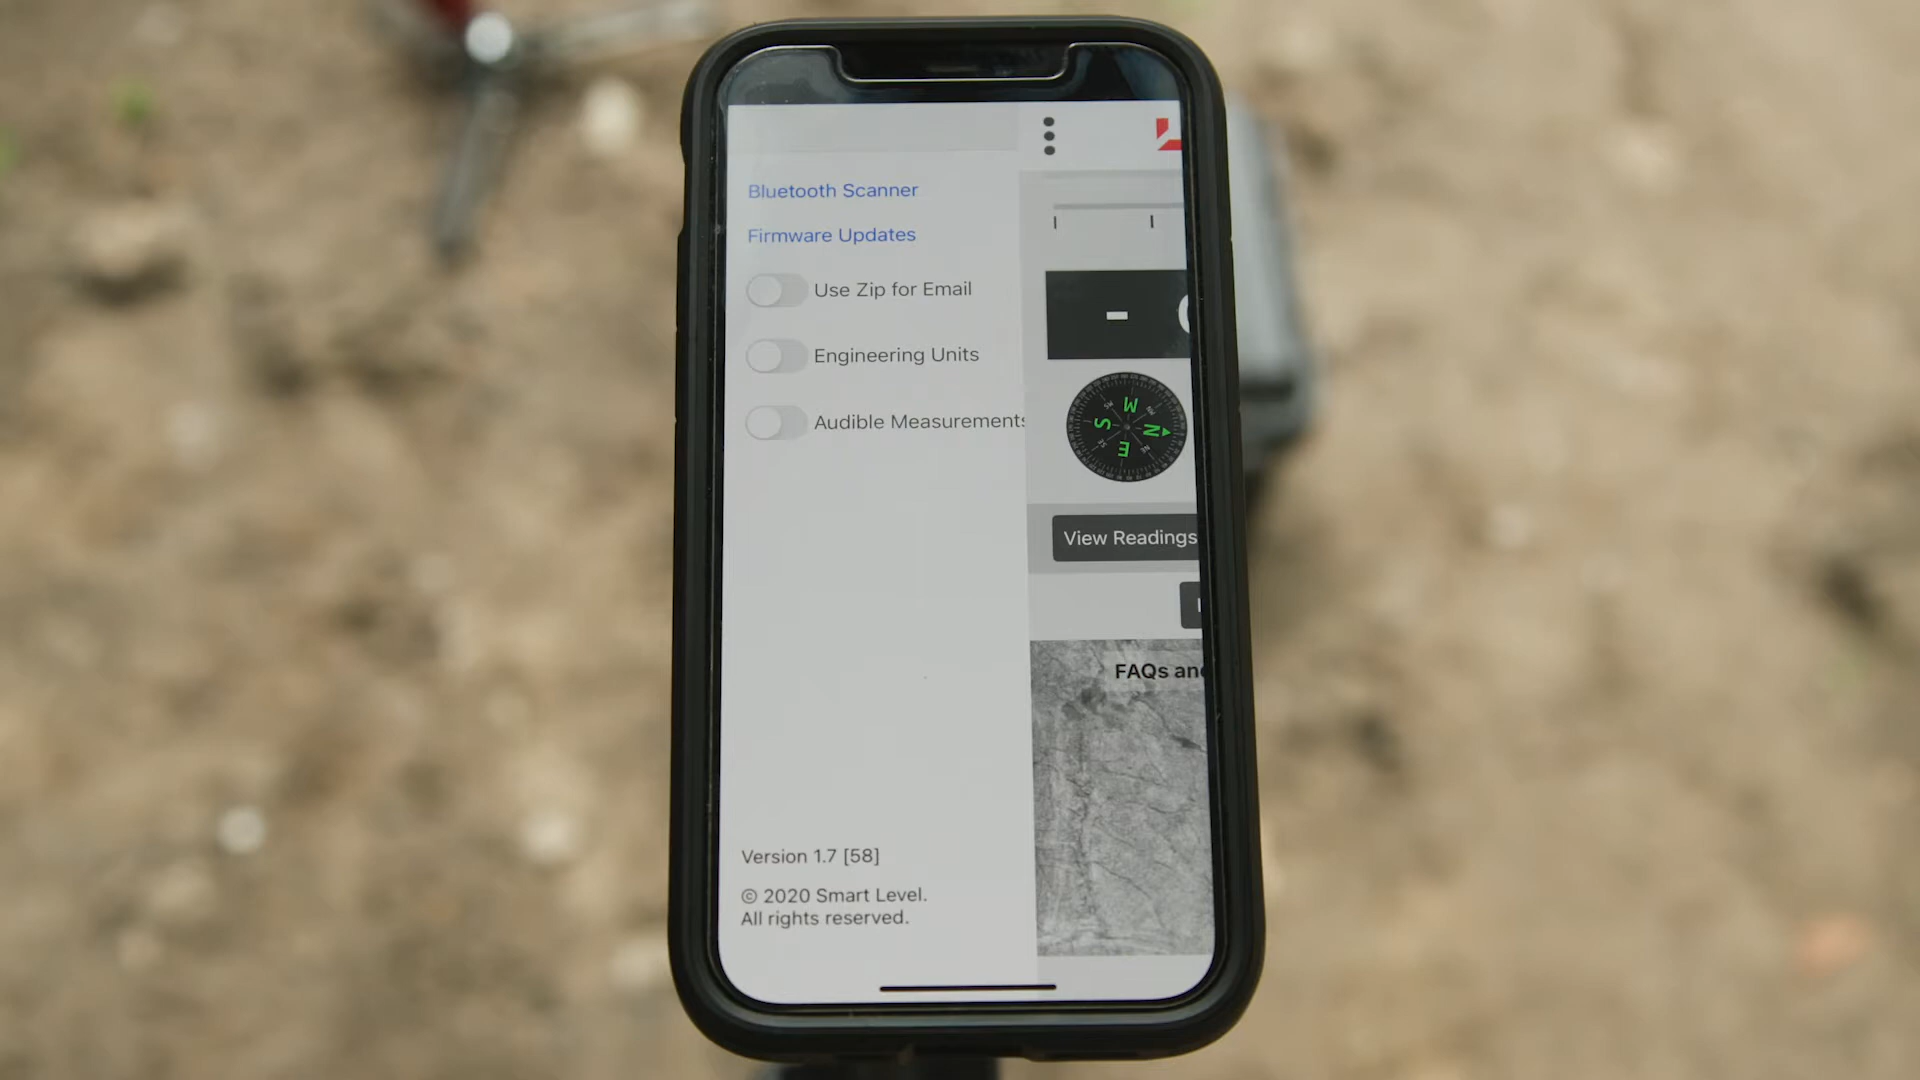 Bluetooth Scanner
Firmware Updates
Use Zip for Email
Engineering Units
Audible Measurements
Version 1.7 [58]
© 2020 Smart Level.
All rights reserved.
-
W
N
S
E
View Readings
FAQs and